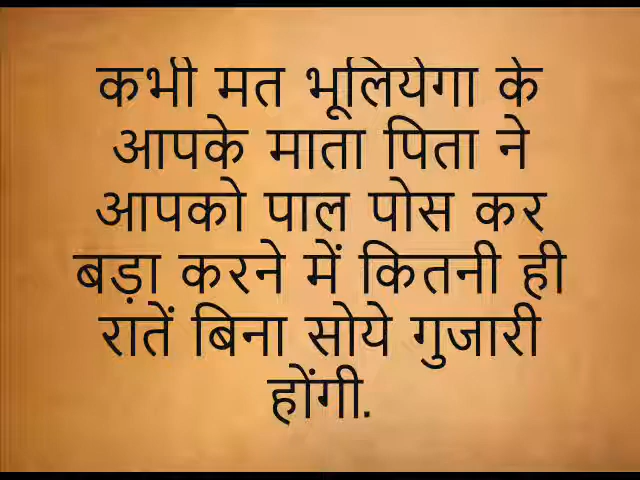 कभी मत भूलियेगा के
आपके माता पिता ने
आपको पाल पोस कर
बड़ा करने में कितनी ही
रातें बिना सोये गुजारी
होंगी.